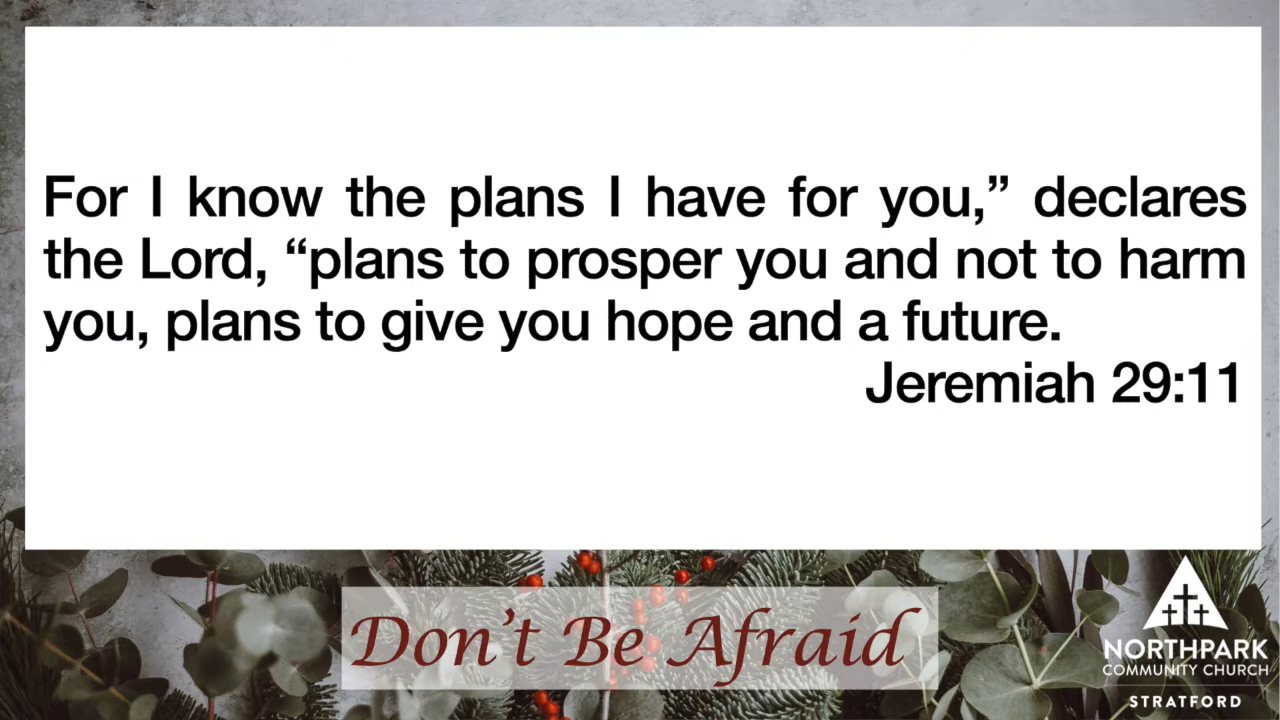 For I know the plans I have for you,” declares
the Lord, “plans to prosper you and not to harm
you, plans to give you hope and a future.
Jeremiah 29:11
Don’t Be Afraid
NORTHPARK
COMMUNITY CHURCH
STRATFORD